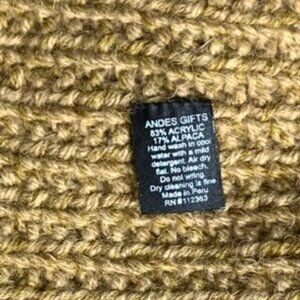 ANDES GIFTS
83% ACRYLIC
17% ALPACA
Hand wash in cool
water with a mild
detergent. Air dry
flat. No bleach.
Do not wring.
Dry cleaning is fine
Made in Peru
RN#112363